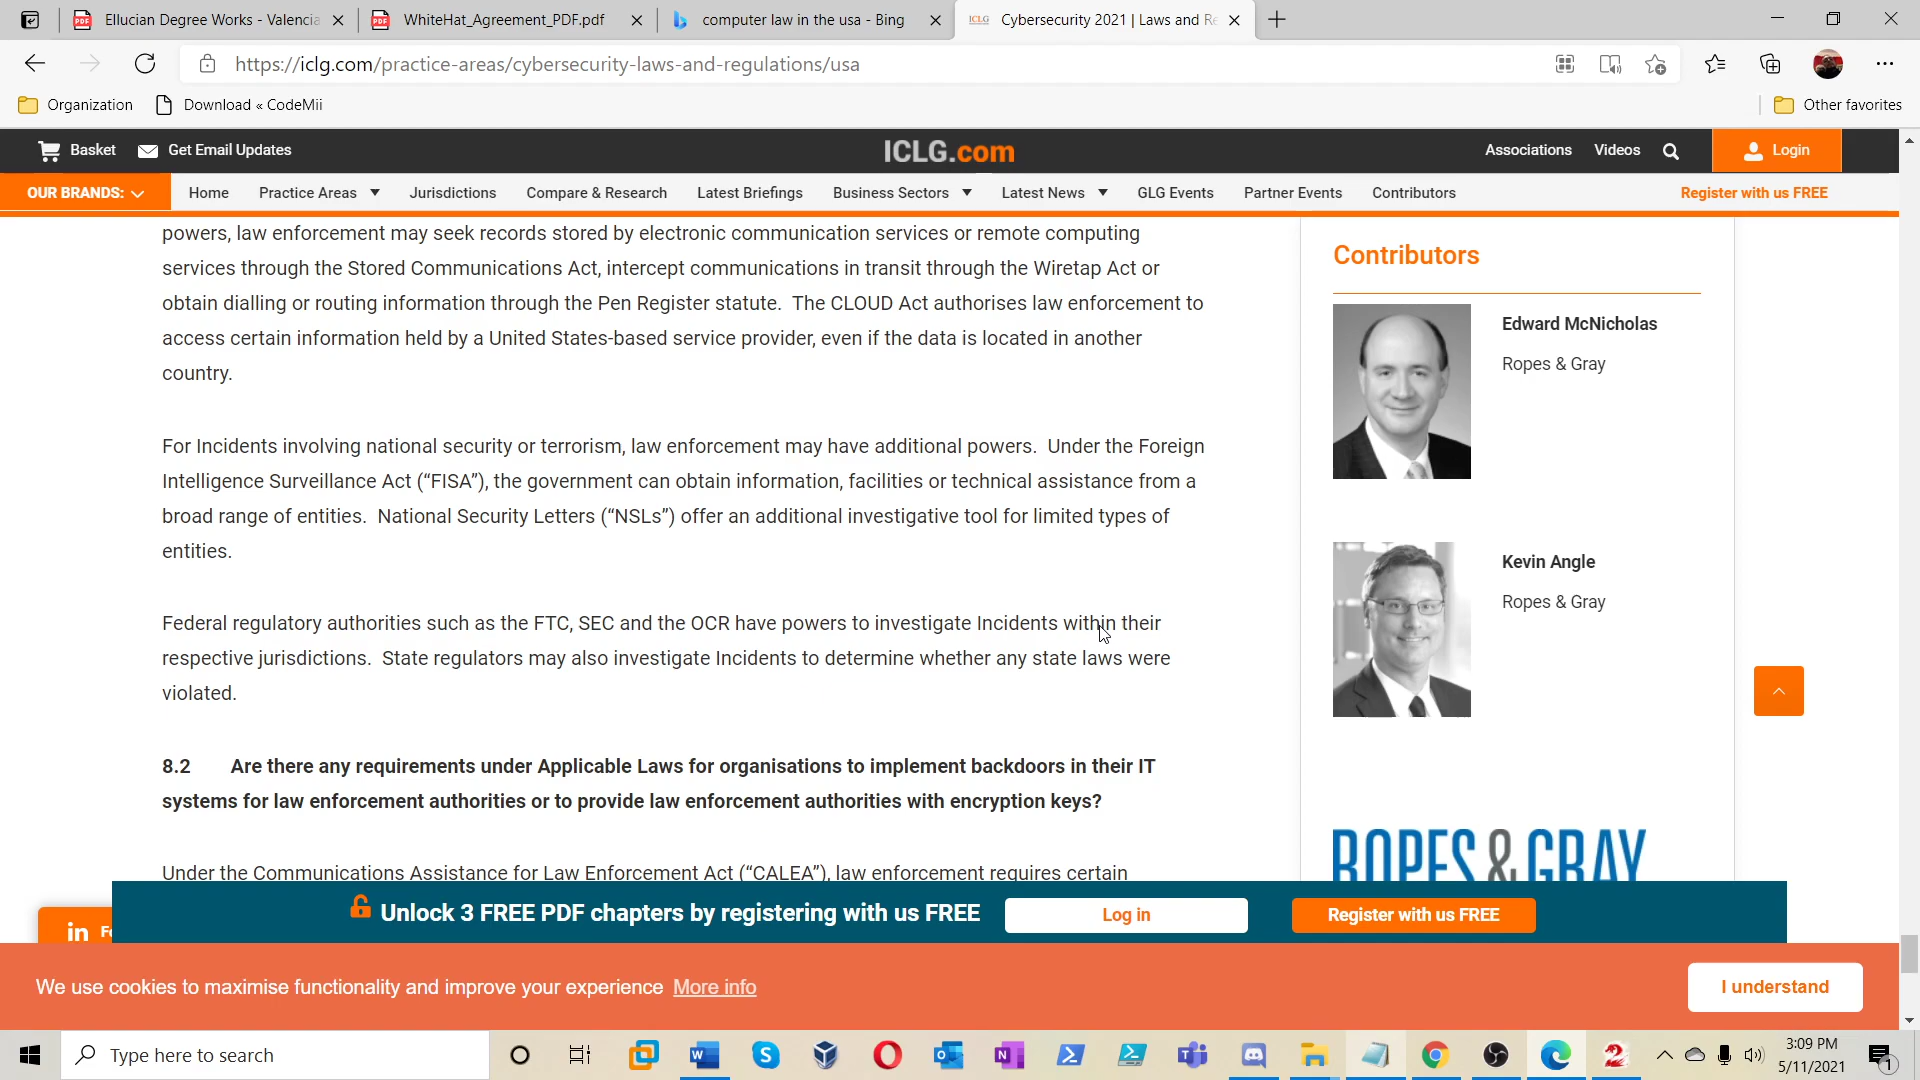 Ellucian Degree Works - Valencia
WhiteHat_Agreement_PDF.pdf
computer law in the usa - Bing
ICLG Cybersecurity 2021 | Laws and Re
https://iclg.com/practice-areas/cybersecurity-laws-and-regulations/usa
Organization
Download « CodeMii
Other favorites
Basket
Get Email Updates
ICLG.com
Associations
Videos
Login
OUR BRANDS:
Home
Practice Areas
Jurisdictions
Compare & Research
Latest Briefings
Business Sectors
Latest News
GLG Events
Partner Events
Contributors
Register with us FREE
powers, law enforcement may seek records stored by electronic communication services or remote computing
services through the Stored Communications Act, intercept communications in transit through the Wiretap Act or
obtain dialling or routing information through the Pen Register statute. The CLOUD Act authorises law enforcement to
access certain information held by a United States-based service provider, even if the data is located in another
country.
For Incidents involving national security or terrorism, law enforcement may have additional powers. Under the Foreign
Intelligence Surveillance Act (“FISA”), the government can obtain information, facilities or technical assistance from a
broad range of entities. National Security Letters (“NSLs”) offer an additional investigative tool for limited types of
entities.
Federal regulatory authorities such as the FTC, SEC and the OCR have powers to investigate Incidents within their
respective jurisdictions. State regulators may also investigate Incidents to determine whether any state laws were
violated.
8.2 Are there any requirements under Applicable Laws for organisations to implement backdoors in their IT
systems for law enforcement authorities or to provide law enforcement authorities with encryption keys?
Under the Communications Assistance for Law Enforcement Act (“CALEA”), law enforcement requires certain
Contributors
Edward McNicholas
Ropes & Gray
Kevin Angle
Ropes & Gray
ROPES & GRAY
in Fo
Unlock 3 FREE PDF chapters by registering with us FREE
Log in
Register with us FREE
We use cookies to maximise functionality and improve your experience More info
I understand
Type here to search
3:09 PM
5/11/2021
1